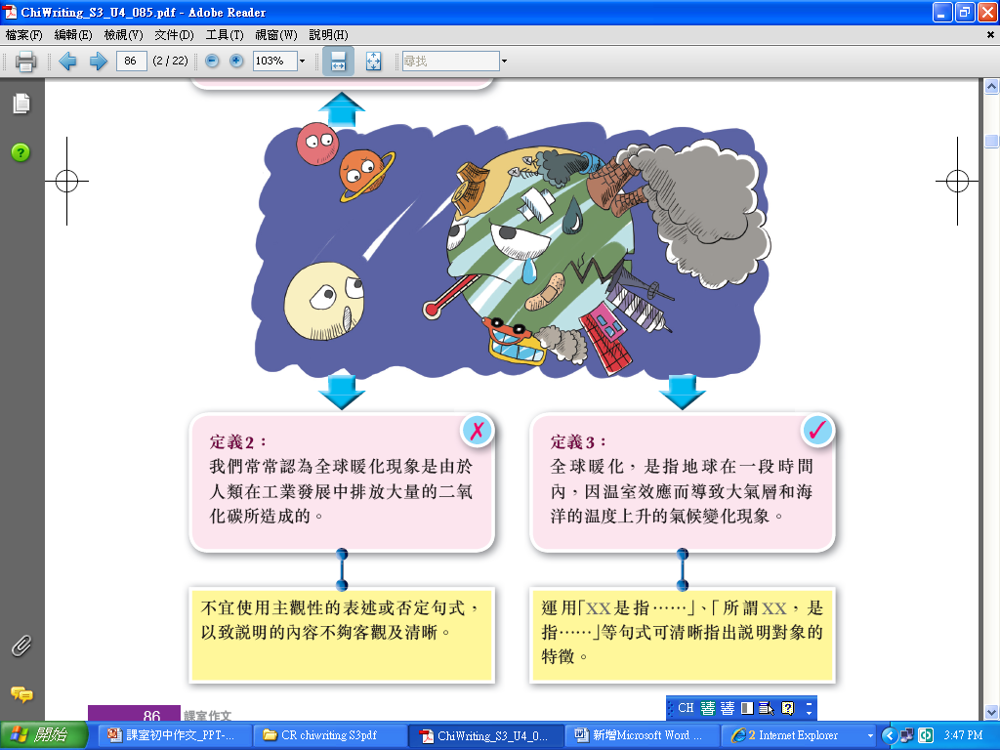 ChiWriting_S3_U4_085.pdf - Adobe Reader
檔案(F) 編輯(E) 檢視(V) 文件(D) 工具(T) 視窗(W) 說明(H)
86 (2 / 22) 103% 尋找
定義2：
我們常常認為全球暖化現象是由於
人類在工業發展中排放大量的二氧
化碳所造成的。
定義3：
全球暖化，是指地球在一段時間
內，因温室效應而導致大氣層和海
洋的温度上升的氣候變化現象。
不宜使用主觀性的表述或否定句式，
以致説明的內容不夠客觀及清晰。
運用「XX是指……」、「所謂XX，是
指……」等句式可清晰指出説明對象的
特徵。
86 課室作文
CH
開始 課室初中作文_PPT-... CR chiwriting S3pdf ChiWriting_S3_U4_0... 新增Microsoft Word ... 2 Internet Explorer 3:47 PM